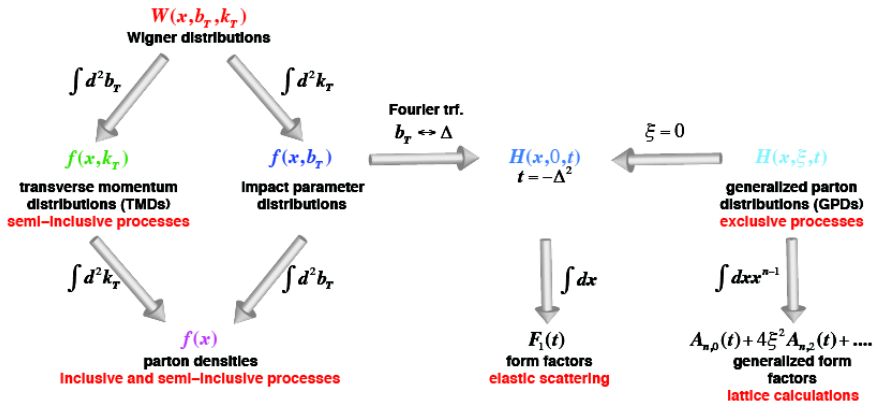 W(x,b_T,k_T)
Wigner distributions
∫d²b_T
∫d²k_T
Fourier trf.
b_T ↔ Δ
ξ = 0
f(x,k_T)
f(x,b_T)
H(x,0,t)
t = −Δ²
H(x,ξ,t)
transverse momentum
distributions (TMDs)
semi−inclusive processes
impact parameter
distributions
generalized parton
distributions (GPDs)
exclusive processes
∫d²k_T
∫d²b_T
∫dx
∫dxx^{n−1}
f(x)
parton densities
inclusive and semi−inclusive processes
F₁(t)
form factors
elastic scattering
A_{n,0}(t) + 4ξ²A_{n,2}(t) + ....
generalized form
factors
lattice calculations